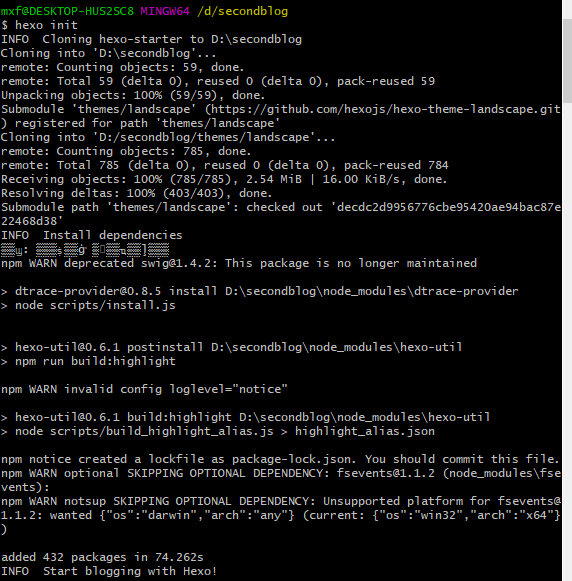 mxf@DESKTOP-HUS2SC8 MINGW64 /d/secondblog
$ hexo init
INFO  Cloning hexo-starter to D:\secondblog
Cloning into 'D:\secondblog'...
remote: Counting objects: 59, done.
remote: Total 59 (delta 0), reused 0 (delta 0), pack-reused 59
Unpacking objects: 100% (59/59), done.
Submodule 'themes/landscape' (https://github.com/hexojs/hexo-theme-landscape.git
) registered for path 'themes/landscape'
Cloning into 'D:/secondblog/themes/landscape'...
remote: Counting objects: 785, done.
remote: Total 785 (delta 0), reused 0 (delta 0), pack-reused 784
Receiving objects: 100% (785/785), 2.54 MiB | 16.00 KiB/s, done.
Resolving deltas: 100% (403/403), done.
Submodule path 'themes/landscape': checked out 'decdc2d9956776cbe95420ae94bac87e
22468d38'
INFO  Install dependencies
npm WARN deprecated swig@1.4.2: This package is no longer maintained
> dtrace-provider@0.8.5 install D:\secondblog\node_modules\dtrace-provider
> node scripts/install.js
> hexo-util@0.6.1 postinstall D:\secondblog\node_modules\hexo-util
> npm run build:highlight
npm WARN invalid config loglevel="notice"
> hexo-util@0.6.1 build:highlight D:\secondblog\node_modules\hexo-util
> node scripts/build_highlight_alias.js > highlight_alias.json
npm notice created a lockfile as package-lock.json. You should commit this file.
npm WARN optional SKIPPING OPTIONAL DEPENDENCY: fsevents@1.1.2 (node_modules\fse
vents):
npm WARN notsup SKIPPING OPTIONAL DEPENDENCY: Unsupported platform for fsevents@
1.1.2: wanted {"os":"darwin","arch":"any"} (current: {"os":"win32","arch":"x64"}
)
added 432 packages in 74.262s
INFO  Start blogging with Hexo!